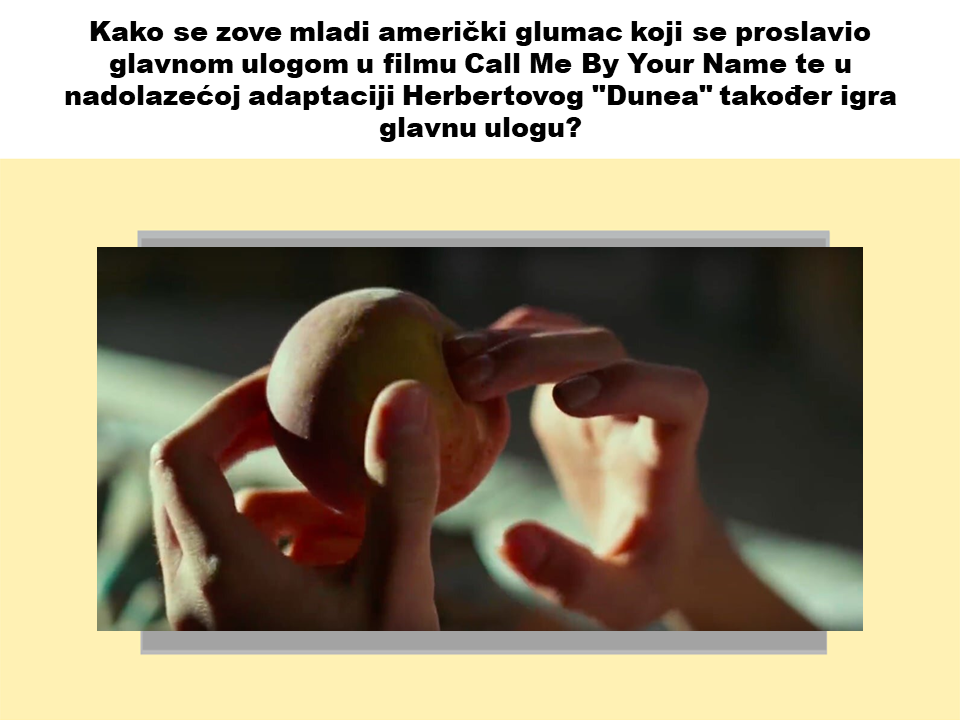 Kako se zove mladi američki glumac koji se proslavio
glavnom ulogom u filmu Call Me By Your Name te u
nadolazećoj adaptaciji Herbertovog "Dunea" također igra
glavnu ulogu?